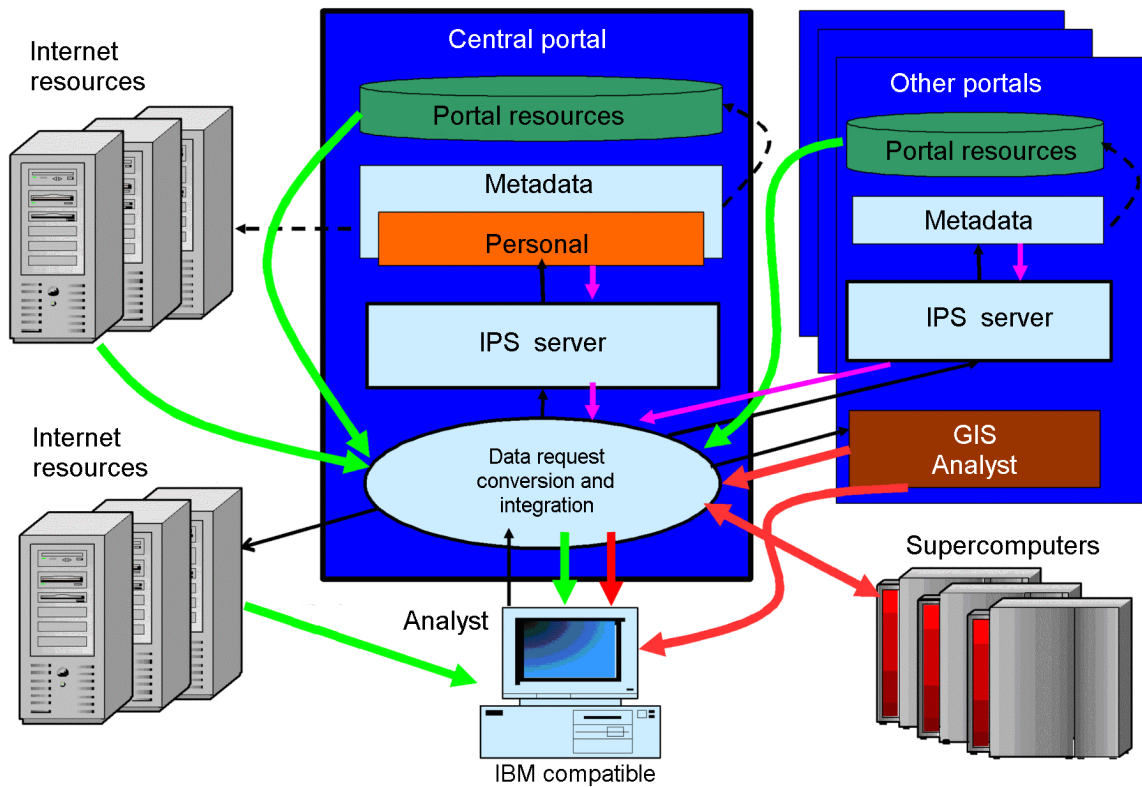 Internet
resources
Central portal
Portal resources
Metadata
Personal
IPS server
Data request
conversion and
integration
Other portals
Portal resources
Metadata
IPS server
GIS
Analyst
Internet
resources
Analyst
IBM compatible
Supercomputers